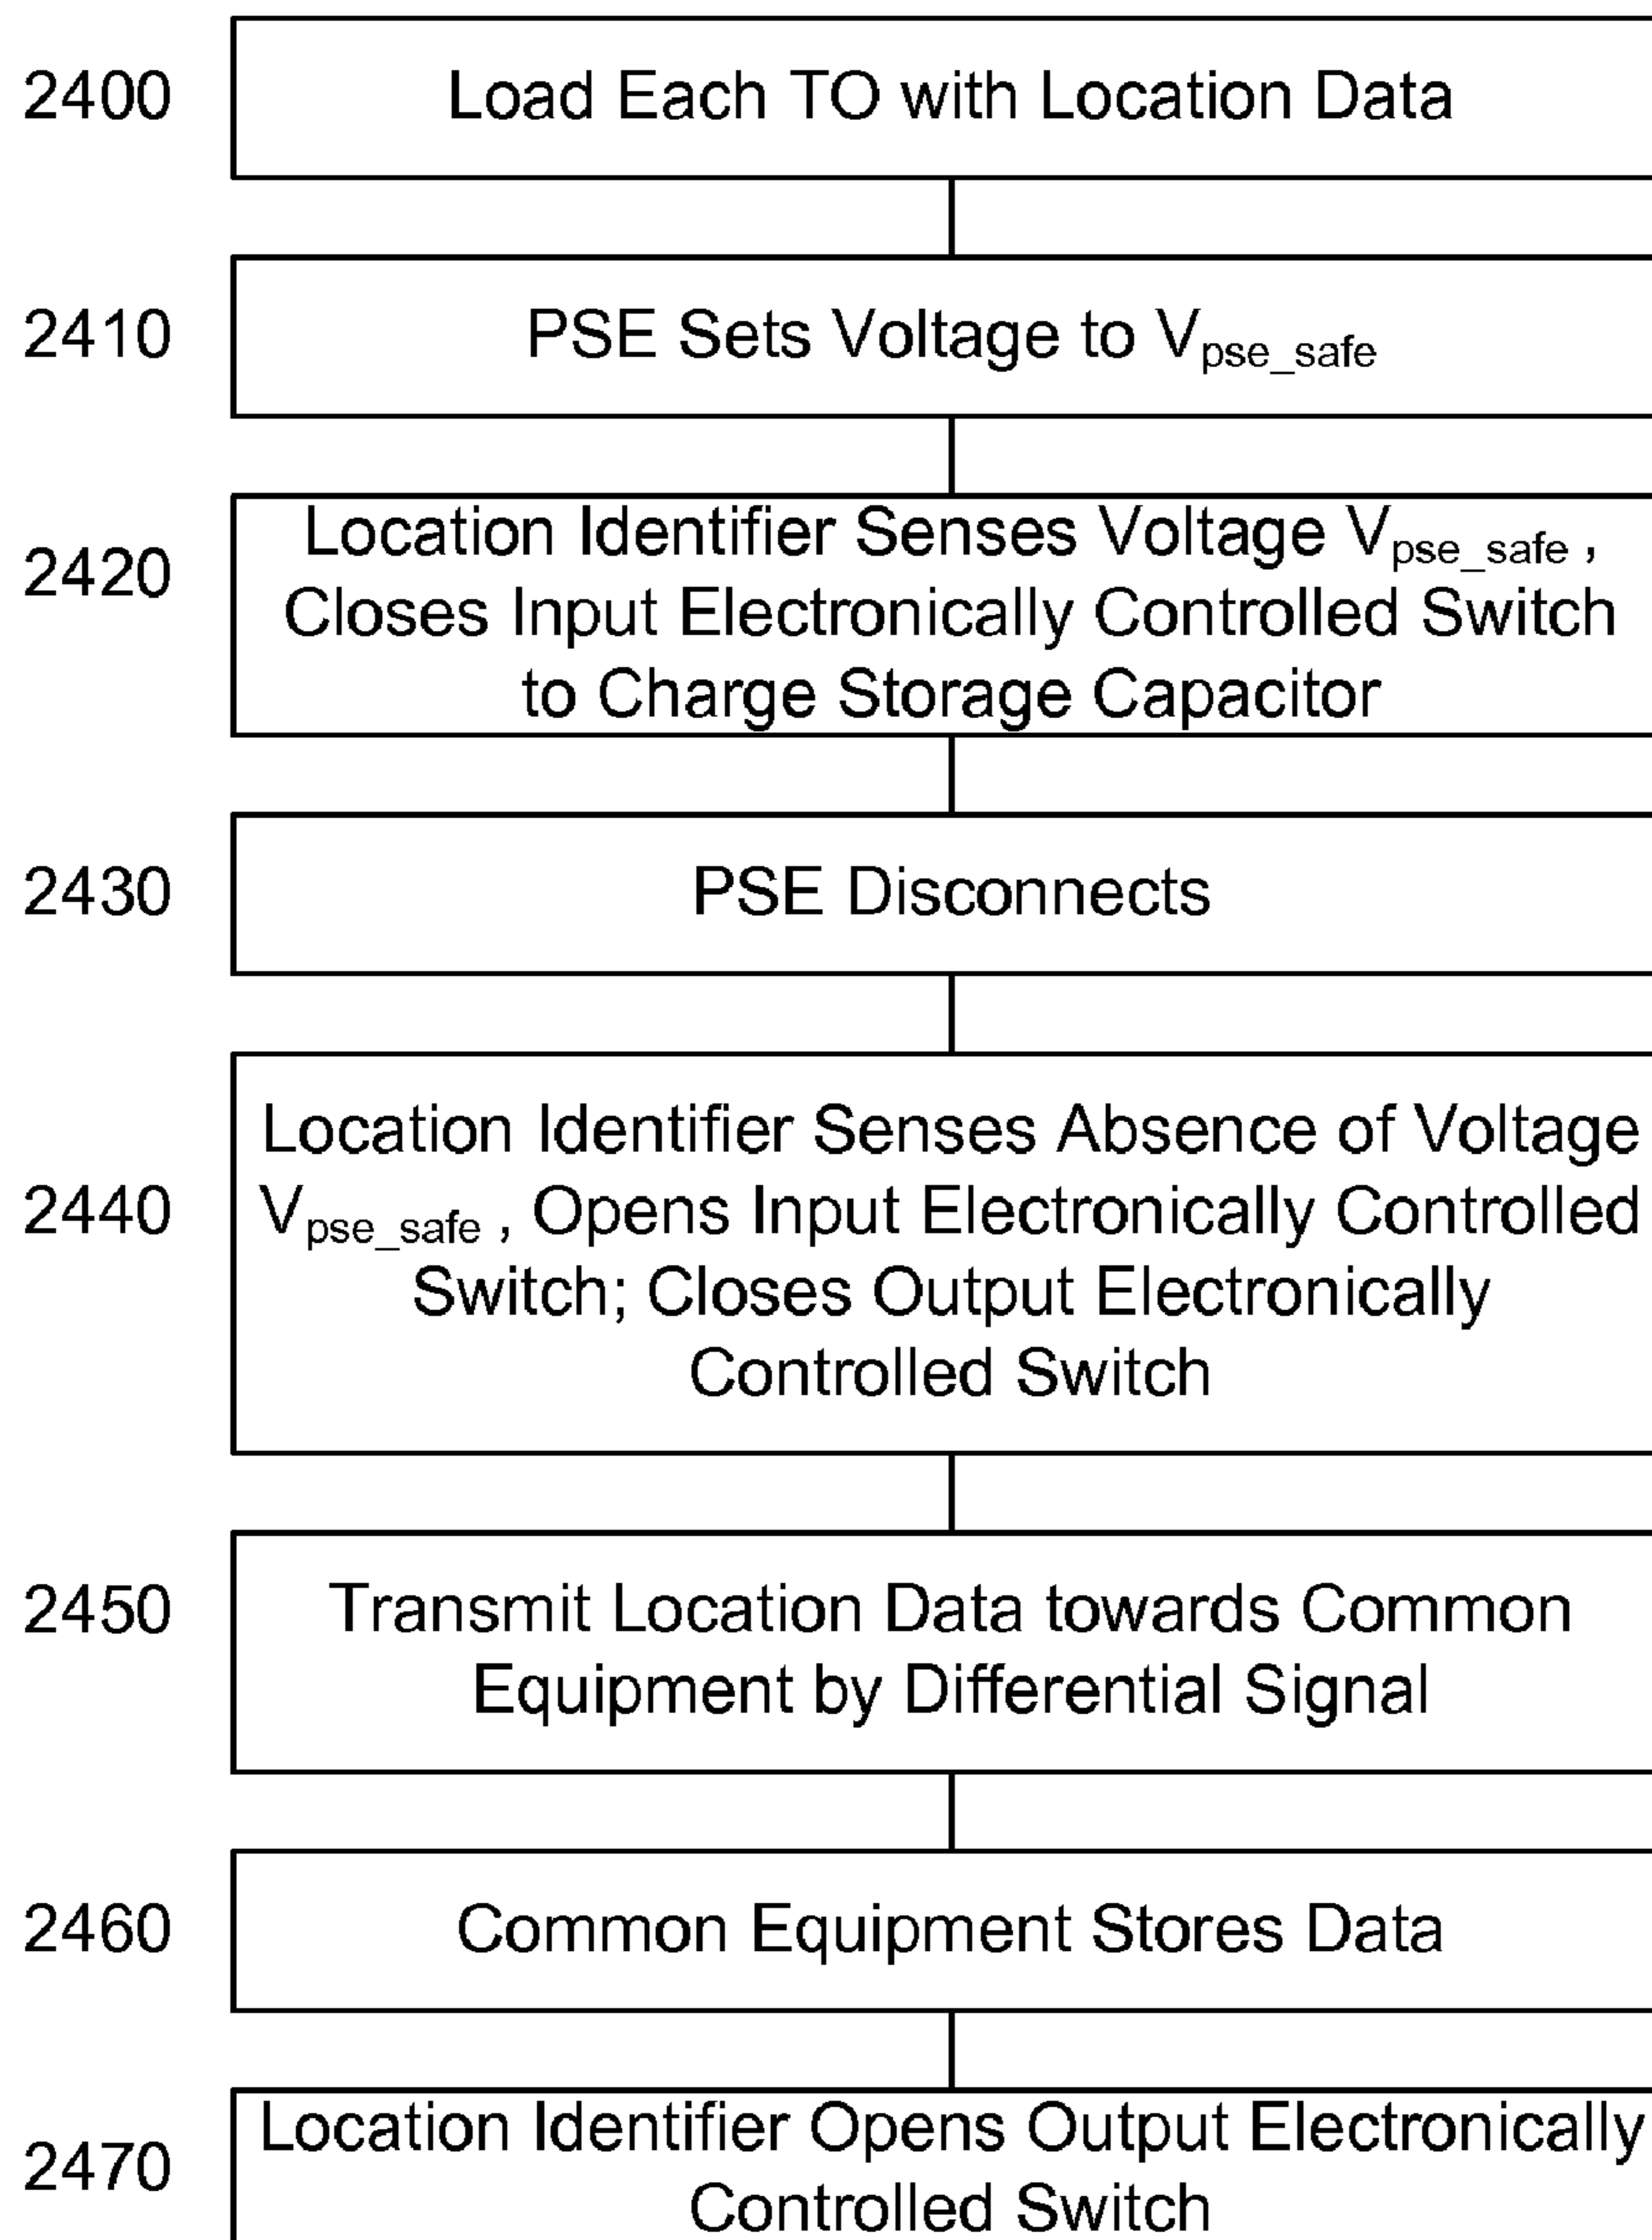 2400
Load Each TO with Location Data
2410
PSE Sets Voltage to Vpse_safe
2420
Location Identifier Senses Voltage Vpse_safe ,
Closes Input Electronically Controlled Switch
to Charge Storage Capacitor
2430
PSE Disconnects
2440
Location Identifier Senses Absence of Voltage
Vpse_safe , Opens Input Electronically Controlled
Switch; Closes Output Electronically
Controlled Switch
2450
Transmit Location Data towards Common
Equipment by Differential Signal
2460
Common Equipment Stores Data
2470
Location Identifier Opens Output Electronically
Controlled Switch